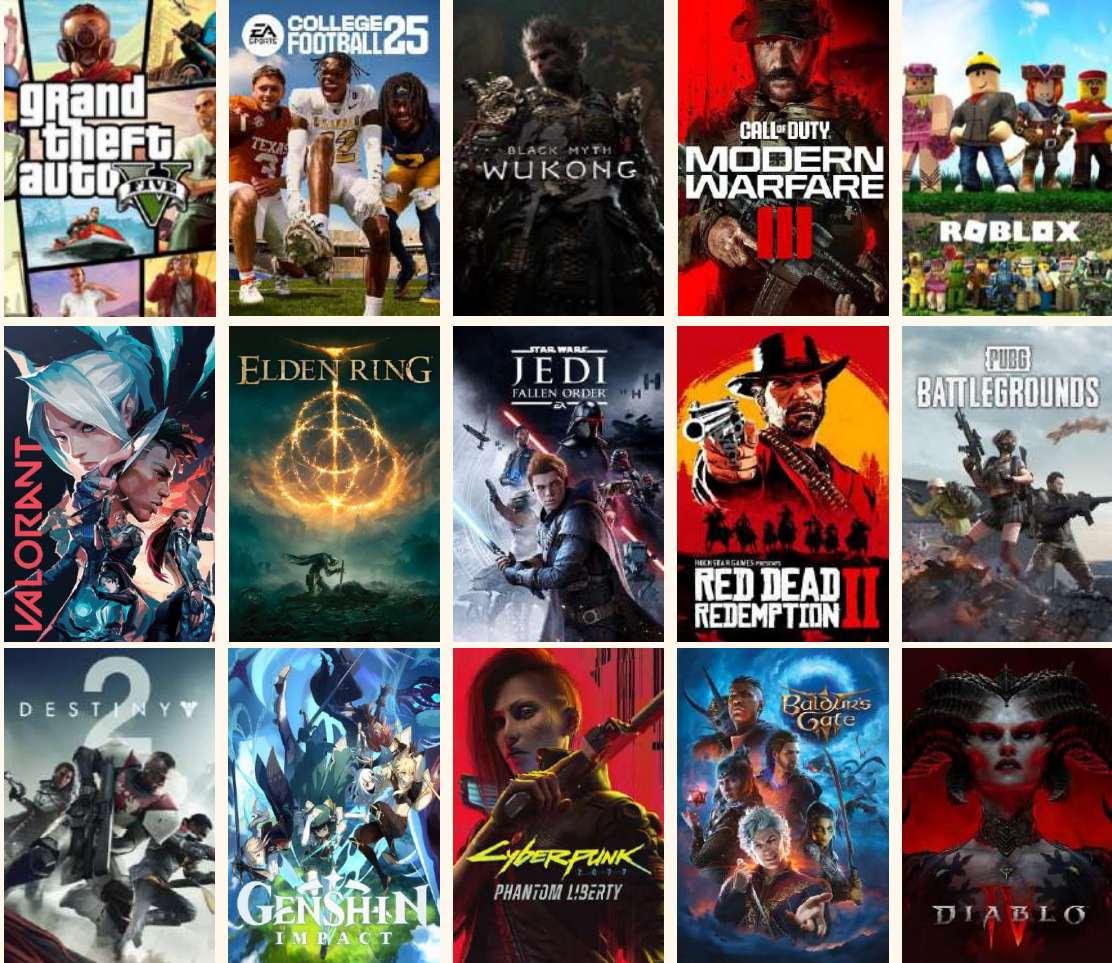 grand
theft
auto
FIVE
V
EA
SPORTS
COLLEGE
FOOTBALL 25
TEXAS
3
BLACK MYTH
WUKONG
CALL OF DUTY
MODERN
WARFARE
III
ROBLOX
VALORANT
ELDEN RING
STAR WARS
JEDI
FALLEN ORDER
EA
ROCKSTAR GAMES PRESENTS
RED DEAD
REDEMPTION II
PUBG
BATTLEGROUNDS
2
DESTINY
GENSHIN
IMPACT
CYBERPUNK
2077
PHANTOM LIBERTY
Baldur's
Gate
DIABLO
IV